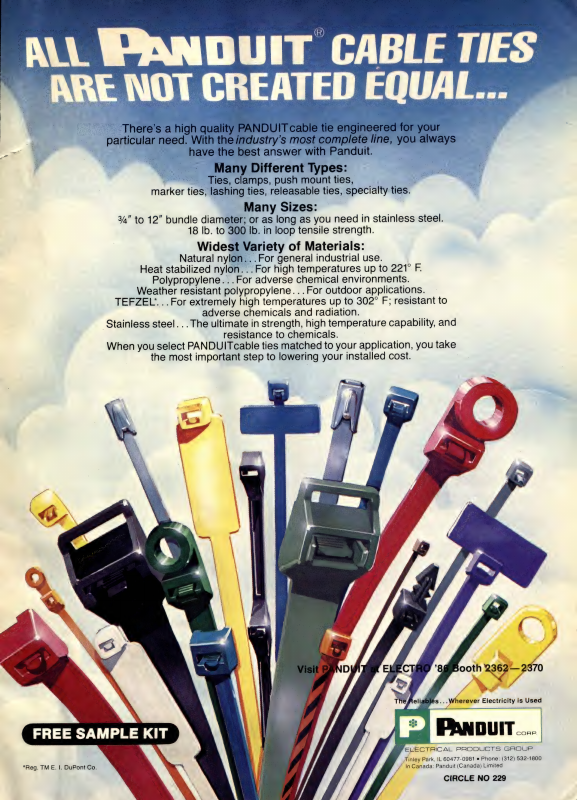 ALL PANDUIT® CABLE TIES
ARE NOT CREATED EQUAL...
There's a high quality PANDUIT cable tie engineered for your
particular need. With the industry's most complete line, you always
have the best answer with Panduit.
Many Different Types:
Ties, clamps, push mount ties,
marker ties, lashing ties, releasable ties, specialty ties.
Many Sizes:
¾" to 12" bundle diameter; or as long as you need in stainless steel.
18 lb. to 300 lb. in loop tensile strength.
Widest Variety of Materials:
Natural nylon...For general industrial use.
Heat stabilized nylon...For high temperatures up to 221° F.
Polypropylene...For adverse chemical environments.
Weather resistant polypropylene...For outdoor applications.
TEFZEL*...For extremely high temperatures up to 302° F; resistant to
adverse chemicals and radiation.
Stainless steel...The ultimate in strength, high temperature capability, and
resistance to chemicals.
When you select PANDUIT cable ties matched to your application, you take
the most important step to lowering your installed cost.
Visit PANDUIT at ELECTRO '86 Booth 2362—2370
The Reliables...Wherever Electricity is Used
P PANDUIT CORP.
ELECTRICAL PRODUCTS GROUP
Tinley Park, IL 60477-0981 • Phone: (312) 532-1800
In Canada: Panduit (Canada) Limited
CIRCLE NO 229
FREE SAMPLE KIT
*Reg. TM E. I. DuPont Co.